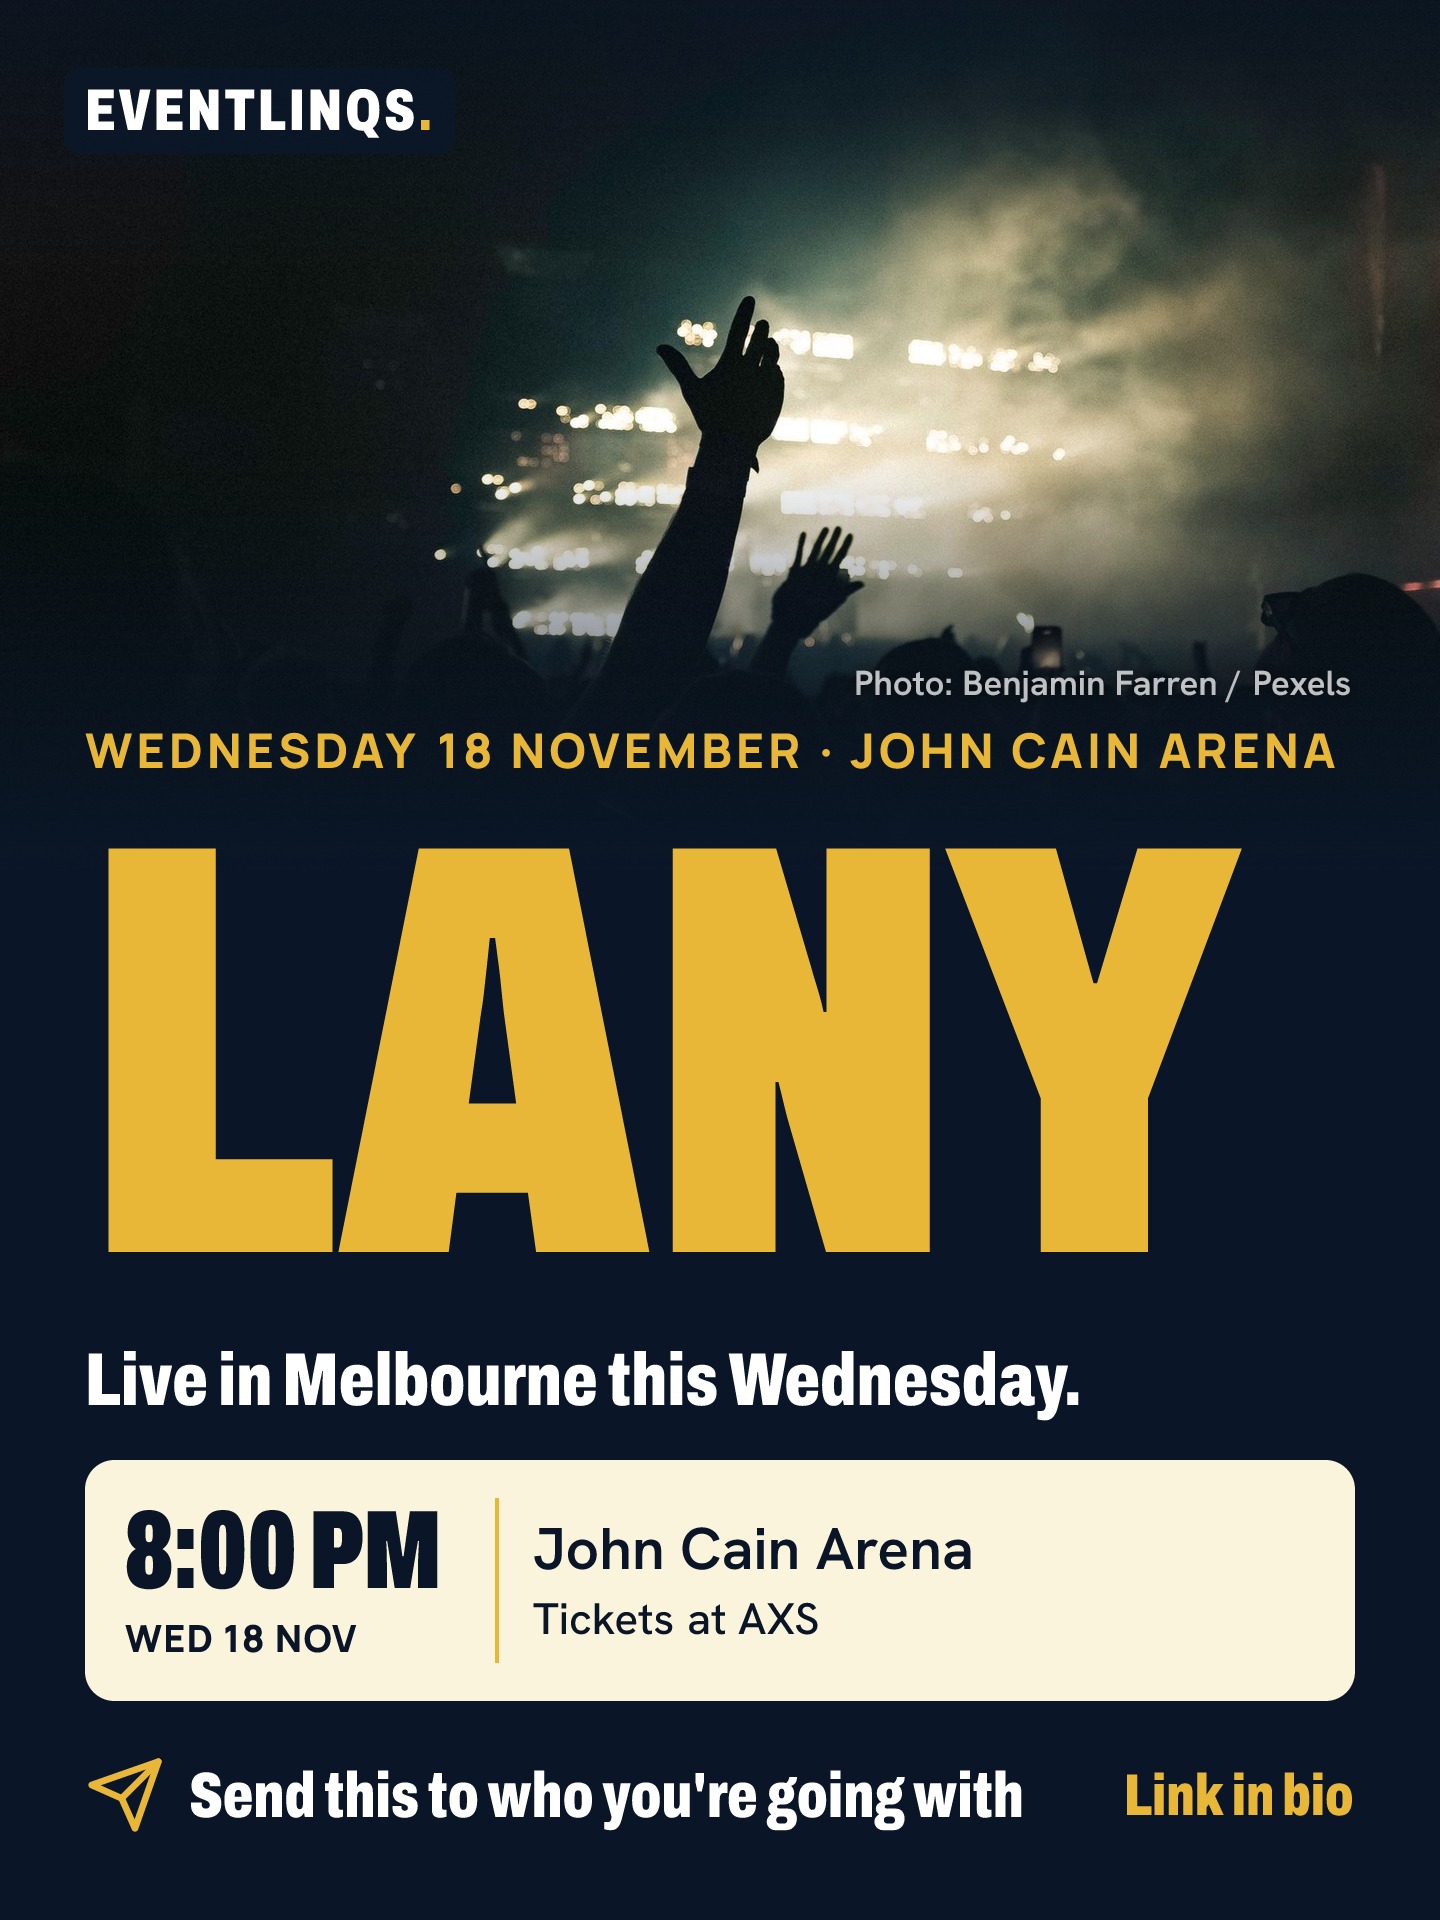 EVENTLINQS.
Photo: Benjamin Farren / Pexels
WEDNESDAY 18 NOVEMBER · JOHN CAIN ARENA
LANY
Live in Melbourne this Wednesday.
8:00 PM
WED 18 NOV
John Cain Arena
Tickets at AXS
Send this to who you're going with
Link in bio